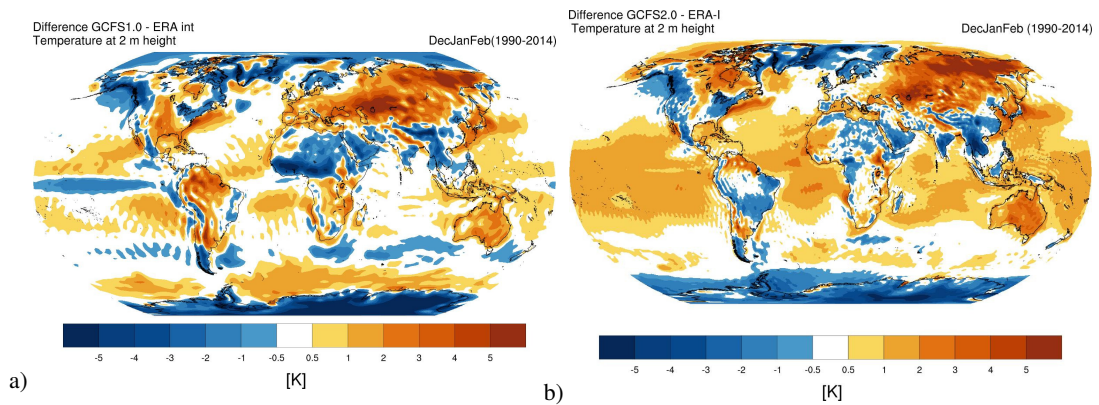 Difference GCFS1.0 - ERA int
Temperature at 2 m height DecJanFeb(1990-2014)
-5 -4 -3 -2 -1 -0.5 0.5 1 2 3 4 5
[K]
a)
Difference GCFS2.0 - ERA-I
Temperature at 2 m height DecJanFeb(1990-2014)
-5 -4 -3 -2 -1 -0.5 0.5 1 2 3 4 5
[K]
b)